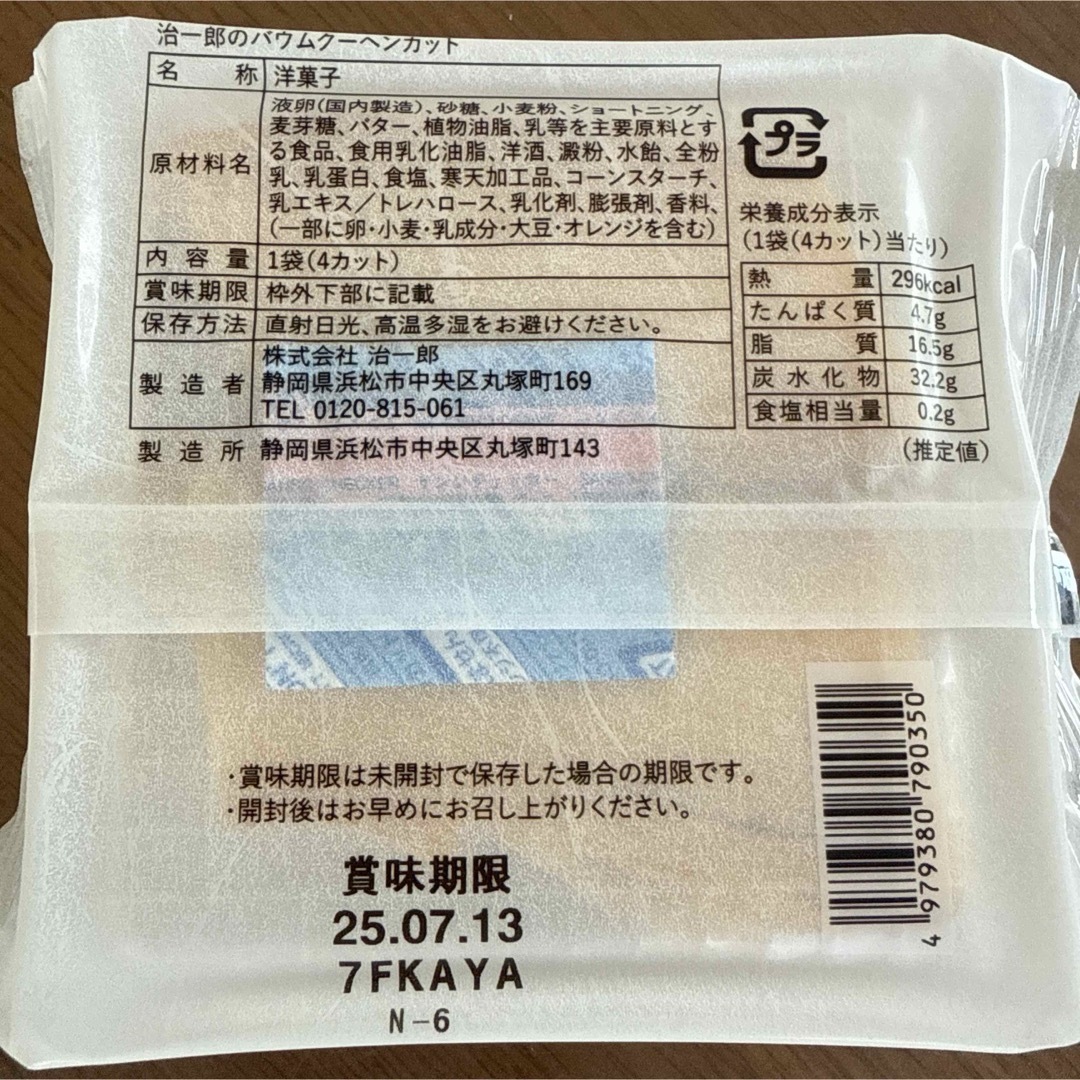 治一郎のバウムクーヘンカット
名称 洋菓子
原材料名 液卵(国内製造)、砂糖、小麦粉、ショートニング、
麦芽糖、バター、植物油脂、乳等を主要原料とす
る食品、食用乳化油脂、洋酒、澱粉、水飴、全粉
乳、乳蛋白、食塩、寒天加工品、コーンスターチ、
乳エキス/トレハロース、乳化剤、膨張剤、香料、
(一部に卵・小麦・乳成分・大豆・オレンジを含む)
内容量 1袋(4カット)
賞味期限 枠外下部に記載
保存方法 直射日光、高温多湿をお避けください。
製造者 株式会社 治一郎
静岡県浜松市中央区丸塚町169
TEL 0120-815-061
製造所 静岡県浜松市中央区丸塚町143
プラ
栄養成分表示
(1袋(4カット)当たり)
熱量 296kcal
たんぱく質 4.7g
脂質 16.5g
炭水化物 32.2g
食塩相当量 0.2g
(推定値)
・賞味期限は未開封で保存した場合の期限です。
・開封後はお早めにお召し上がりください。
賞味期限
25.07.13
7FKAYA
N-6
4979380790350